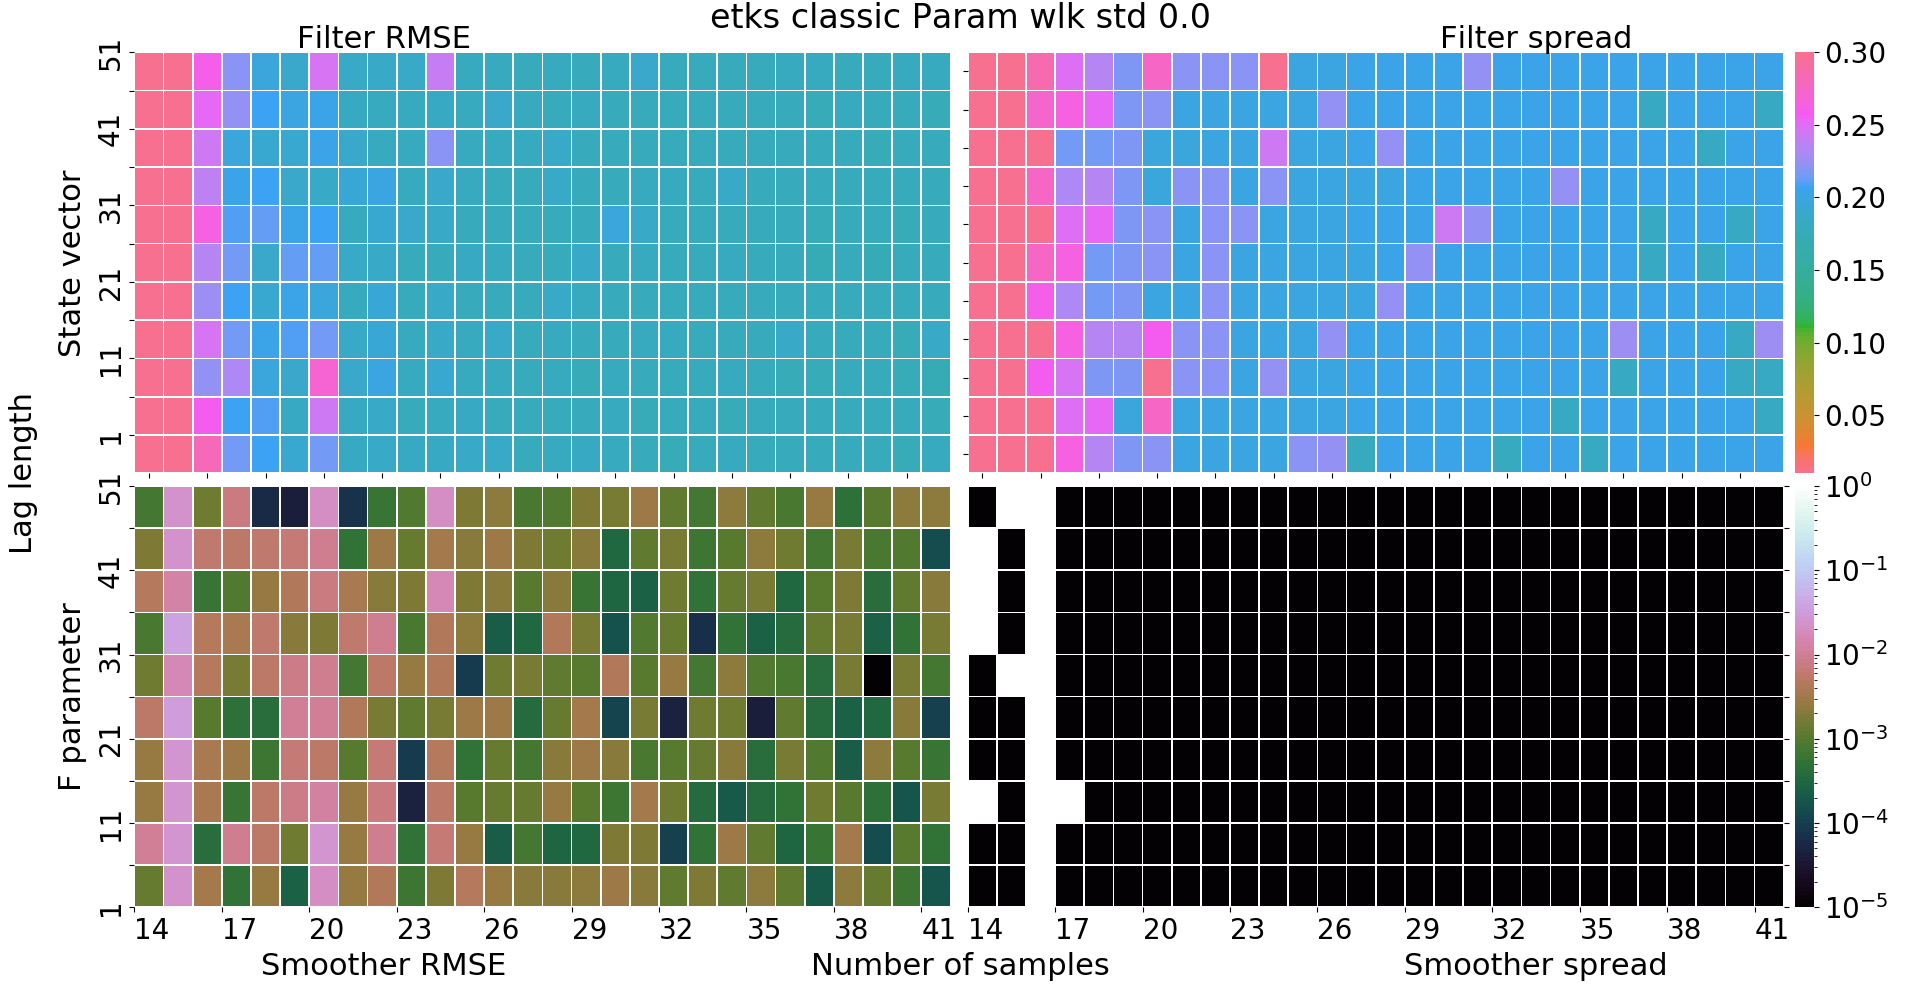 etks classic Param wlk std 0.0
Filter RMSE
Filter spread
Lag length
State vector
51
41
31
21
11
1
0.30
0.25
0.20
0.15
0.10
0.05
0
F parameter
51
41
31
21
11
1
10⁰
10⁻¹
10⁻²
10⁻³
10⁻⁴
10⁻⁵
14 17 20 23 26 29 32 35 38 41
14 17 20 23 26 29 32 35 38 41
Smoother RMSE
Number of samples
Smoother spread